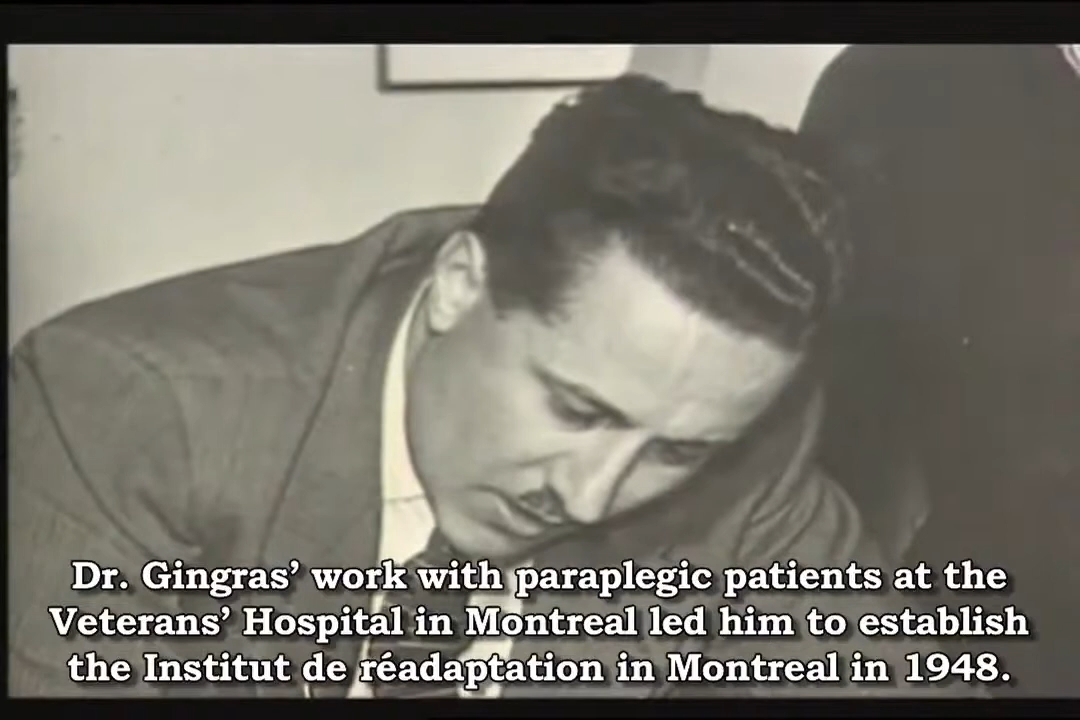 Dr. Gingras’ work with paraplegic patients at the
Veterans’ Hospital in Montreal led him to establish
the Institut de réadaptation in Montreal in 1948.